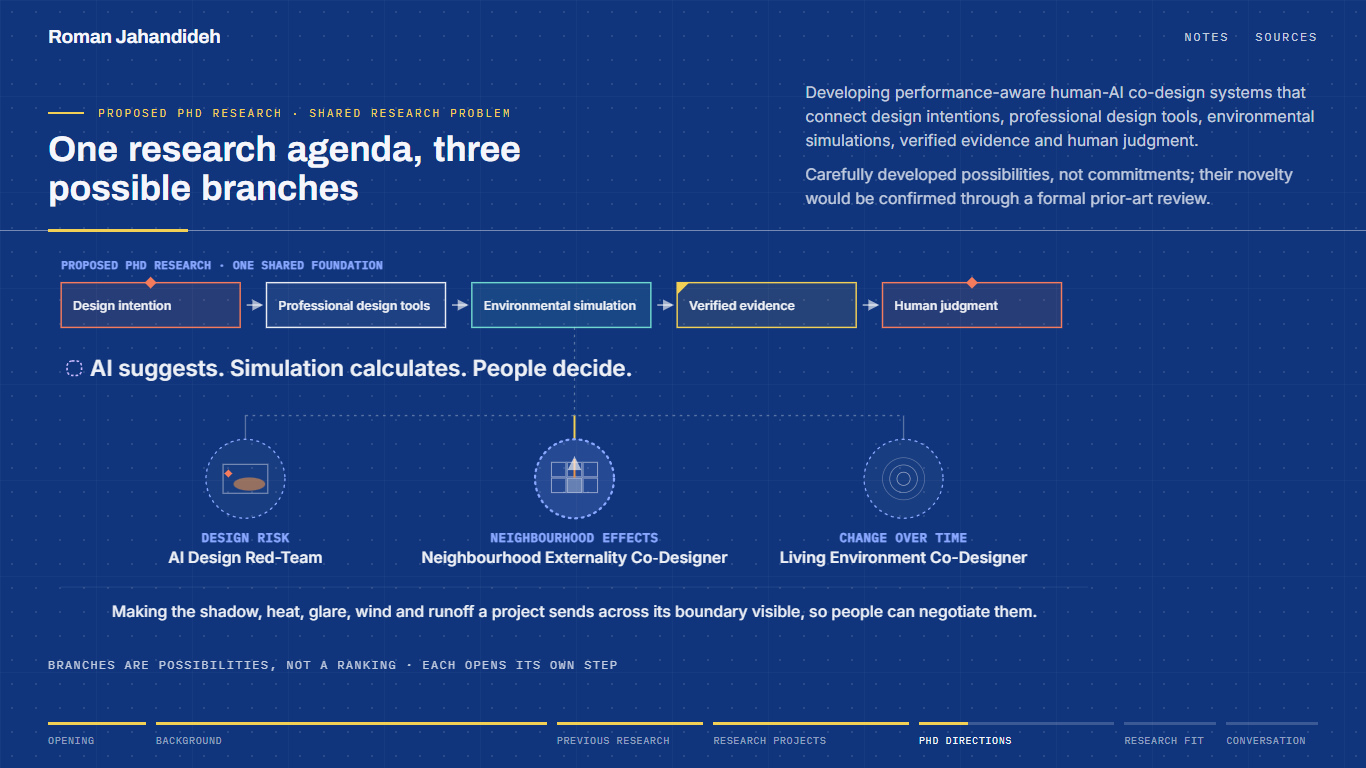 Roman Jahandideh
NOTES SOURCES
PROPOSED PHD RESEARCH · SHARED RESEARCH PROBLEM
One research agenda, three
possible branches
Developing performance-aware human-AI co-design systems that
connect design intentions, professional design tools, environmental
simulations, verified evidence and human judgment.
Carefully developed possibilities, not commitments; their novelty
would be confirmed through a formal prior-art review.
PROPOSED PHD RESEARCH · ONE SHARED FOUNDATION
Design intention
Professional design tools
Environmental simulation
Verified evidence
Human judgment
AI suggests. Simulation calculates. People decide.
DESIGN RISK
AI Design Red-Team
NEIGHBOURHOOD EFFECTS
Neighbourhood Externality Co-Designer
CHANGE OVER TIME
Living Environment Co-Designer
Making the shadow, heat, glare, wind and runoff a project sends across its boundary visible, so people can negotiate them.
BRANCHES ARE POSSIBILITIES, NOT A RANKING · EACH OPENS ITS OWN STEP
OPENING
BACKGROUND
PREVIOUS RESEARCH
RESEARCH PROJECTS
PHD DIRECTIONS
RESEARCH FIT
CONVERSATION